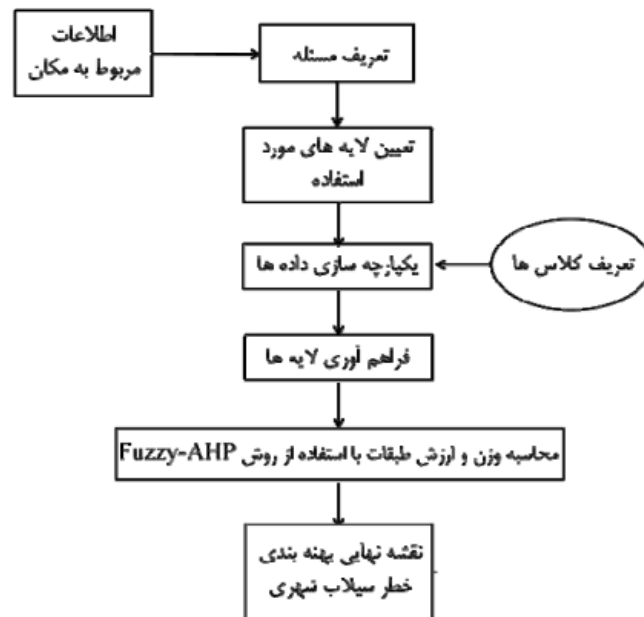 اطلاعات
مربوط به مکان
تعریف مسئله
تعیین لایه های مورد
استفاده
یکپارچه سازی داده ها
تعریف کلاس ها
فراهم آوری لایه ها
محاسبه وزن و ارزش طبقات با استفاده از روش Fuzzy-AHP
نقشه نهایی پهنه بندی
خطر سیلاب شهری